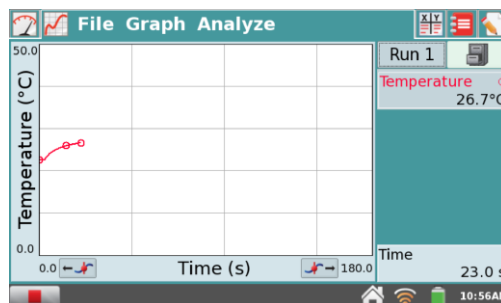 File Graph Analyze
X Y
Run 1
50.0
Temperature (°C)
0.0
0.0
Time (s)
180.0
Temperature
26.7°C
Time
23.0 s
10:56A